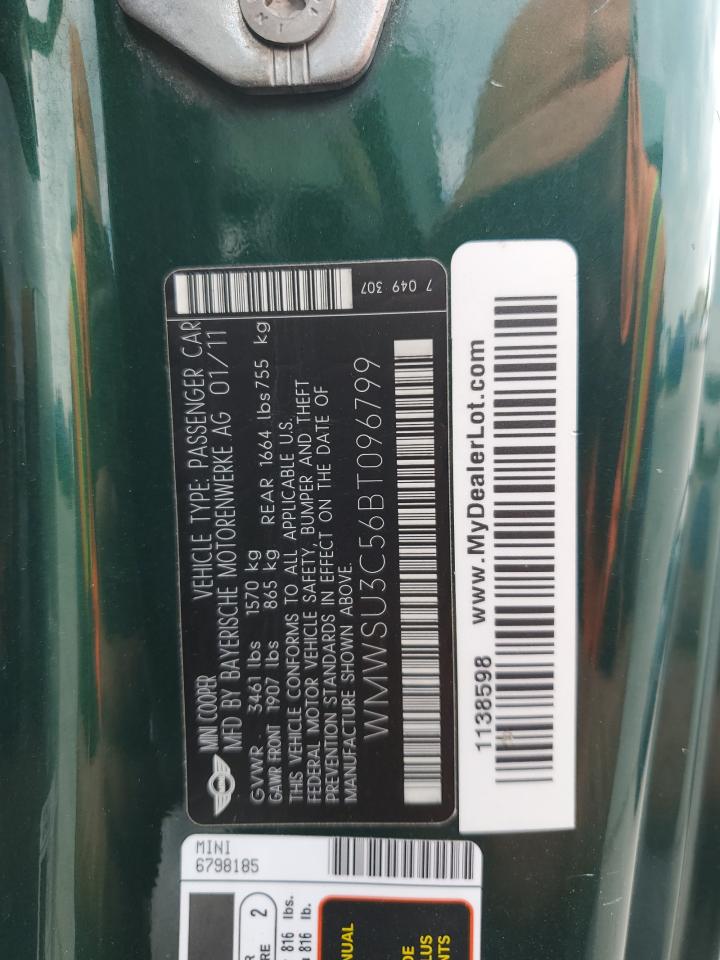 7 049 307
MINI COOPER VEHICLE TYPE: PASSENGER CAR
MFD BY BAYERISCHE MOTORENWERKE AG 01/11
GVWR 3461 lbs 1570 kg
GAWR FRONT 1907 lbs 865 kg REAR 1664 lbs 755 kg
THIS VEHICLE CONFORMS TO ALL APPLICABLE U.S.
FEDERAL MOTOR VEHICLE SAFETY, BUMPER AND THEFT
PREVENTION STANDARDS IN EFFECT ON THE DATE OF
MANUFACTURE SHOWN ABOVE.
WMWSU3C56BT096799
1138598 www.MyDealerLot.com
MINI
6798185
2
816 lbs.
816 lb.